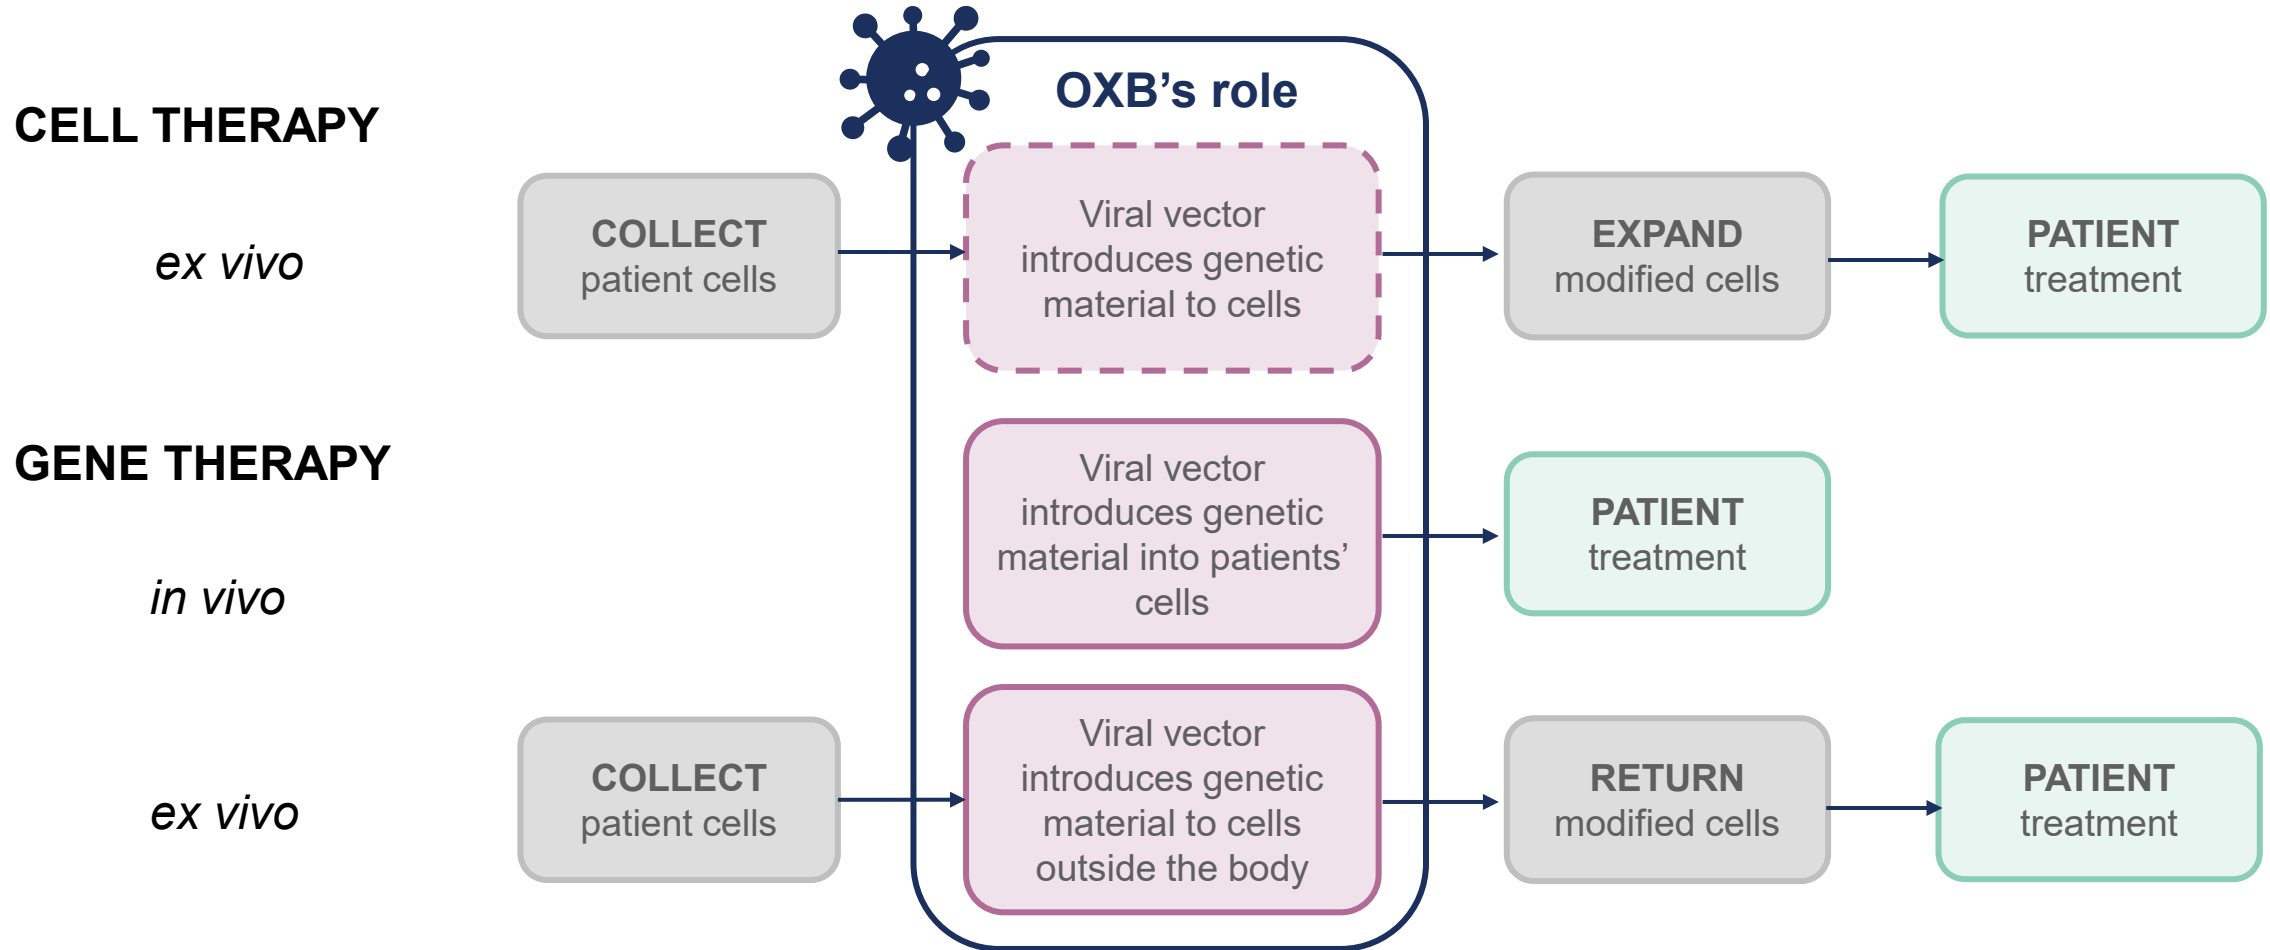 OXB’s role
CELL THERAPY
ex vivo
COLLECT
patient cells
Viral vector
introduces genetic
material to cells
EXPAND
modified cells
PATIENT
treatment
GENE THERAPY
in vivo
Viral vector
introduces genetic
material into patients’
cells
PATIENT
treatment
ex vivo
COLLECT
patient cells
Viral vector
introduces genetic
material to cells
outside the body
RETURN
modified cells
PATIENT
treatment